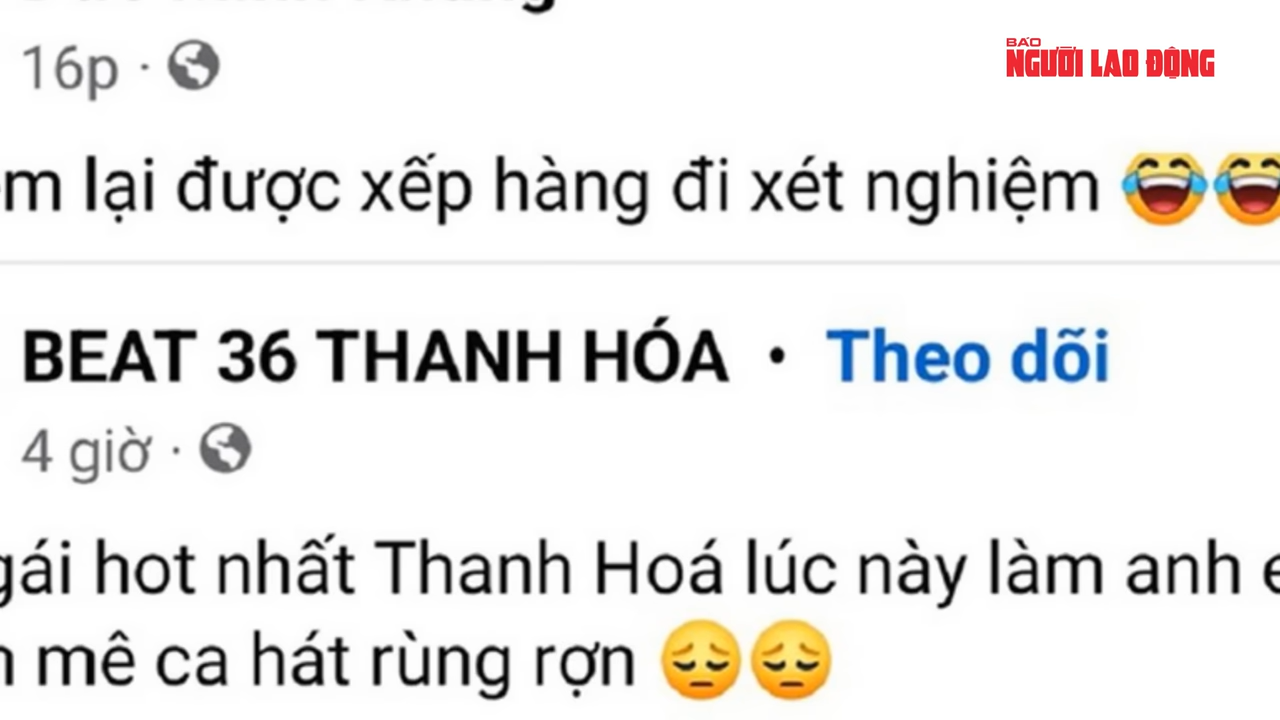 BÁO
NGƯỜI LAO ĐỘNG
16p ·
lại được xếp hàng đi xét nghiệm 😂😂
BEAT 36 THANH HÓA • Theo dõi
4 giờ ·
gái hot nhất Thanh Hoá lúc này làm anh
mê ca hát rùng rợn 😔😔